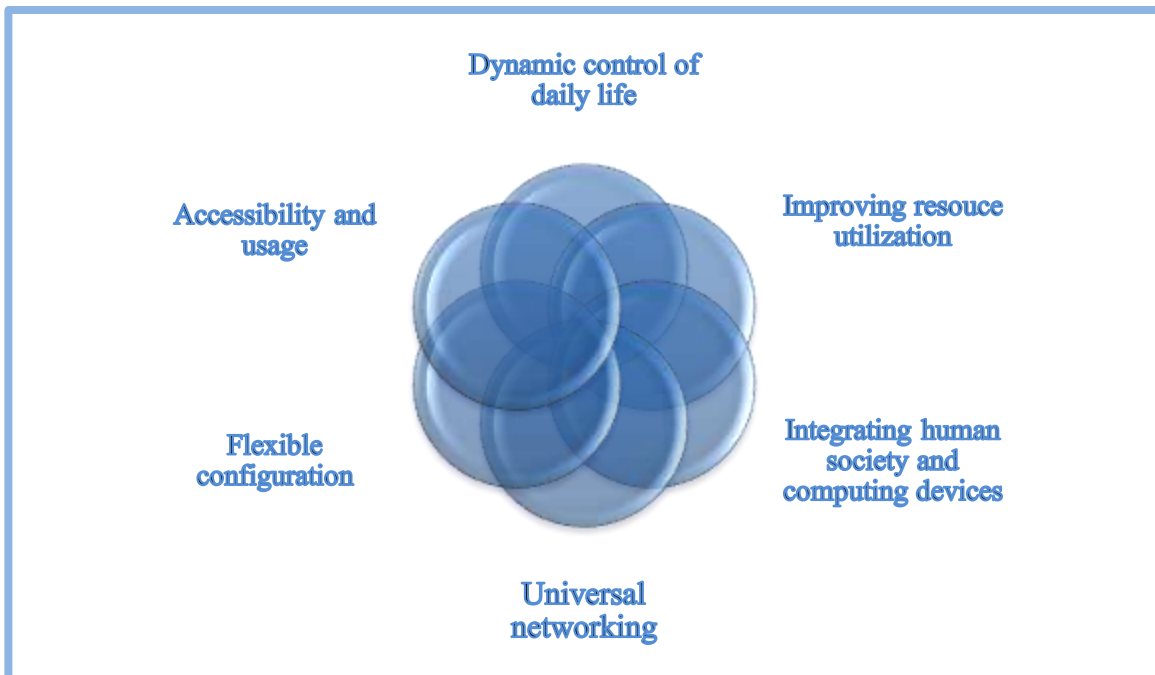 Dynamic control of
daily life
Improving resouce
utilization
Integrating human
society and
computing devices
Universal
networking
Flexible
configuration
Accessibility and
usage